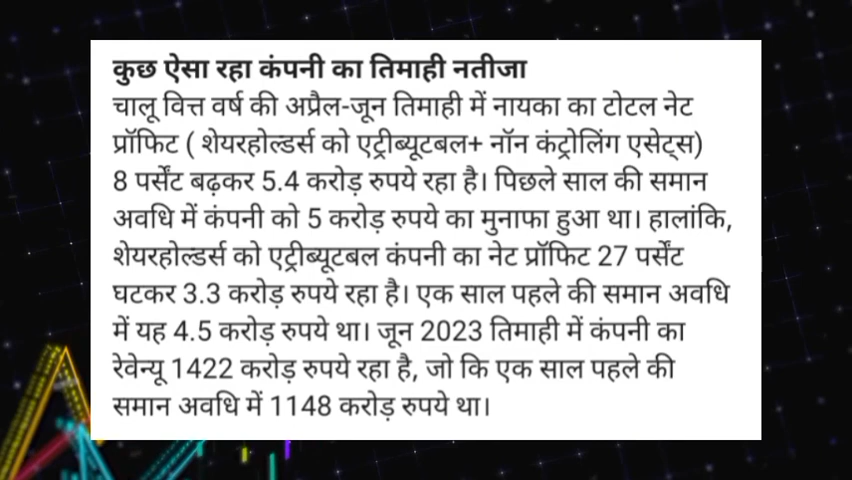 कुछ ऐसा रहा कंपनी का तिमाही नतीजा
चालू वित्त वर्ष की अप्रैल-जून तिमाही में नायका का टोटल नेट
प्रॉफिट ( शेयरहोल्डर्स को एट्रीब्यूटबल+ नॉन कंट्रोलिंग एसेट्स)
8 पर्सेंट बढ़कर 5.4 करोड़ रुपये रहा है। पिछले साल की समान
अवधि में कंपनी को 5 करोड़ रुपये का मुनाफा हुआ था। हालांकि,
शेयरहोल्डर्स को एट्रीब्यूटबल कंपनी का नेट प्रॉफिट 27 पर्सेंट
घटकर 3.3 करोड़ रुपये रहा है। एक साल पहले की समान अवधि
में यह 4.5 करोड़ रुपये था। जून 2023 तिमाही में कंपनी का
रेवेन्यू 1422 करोड़ रुपये रहा है, जो कि एक साल पहले की
समान अवधि में 1148 करोड़ रुपये था।